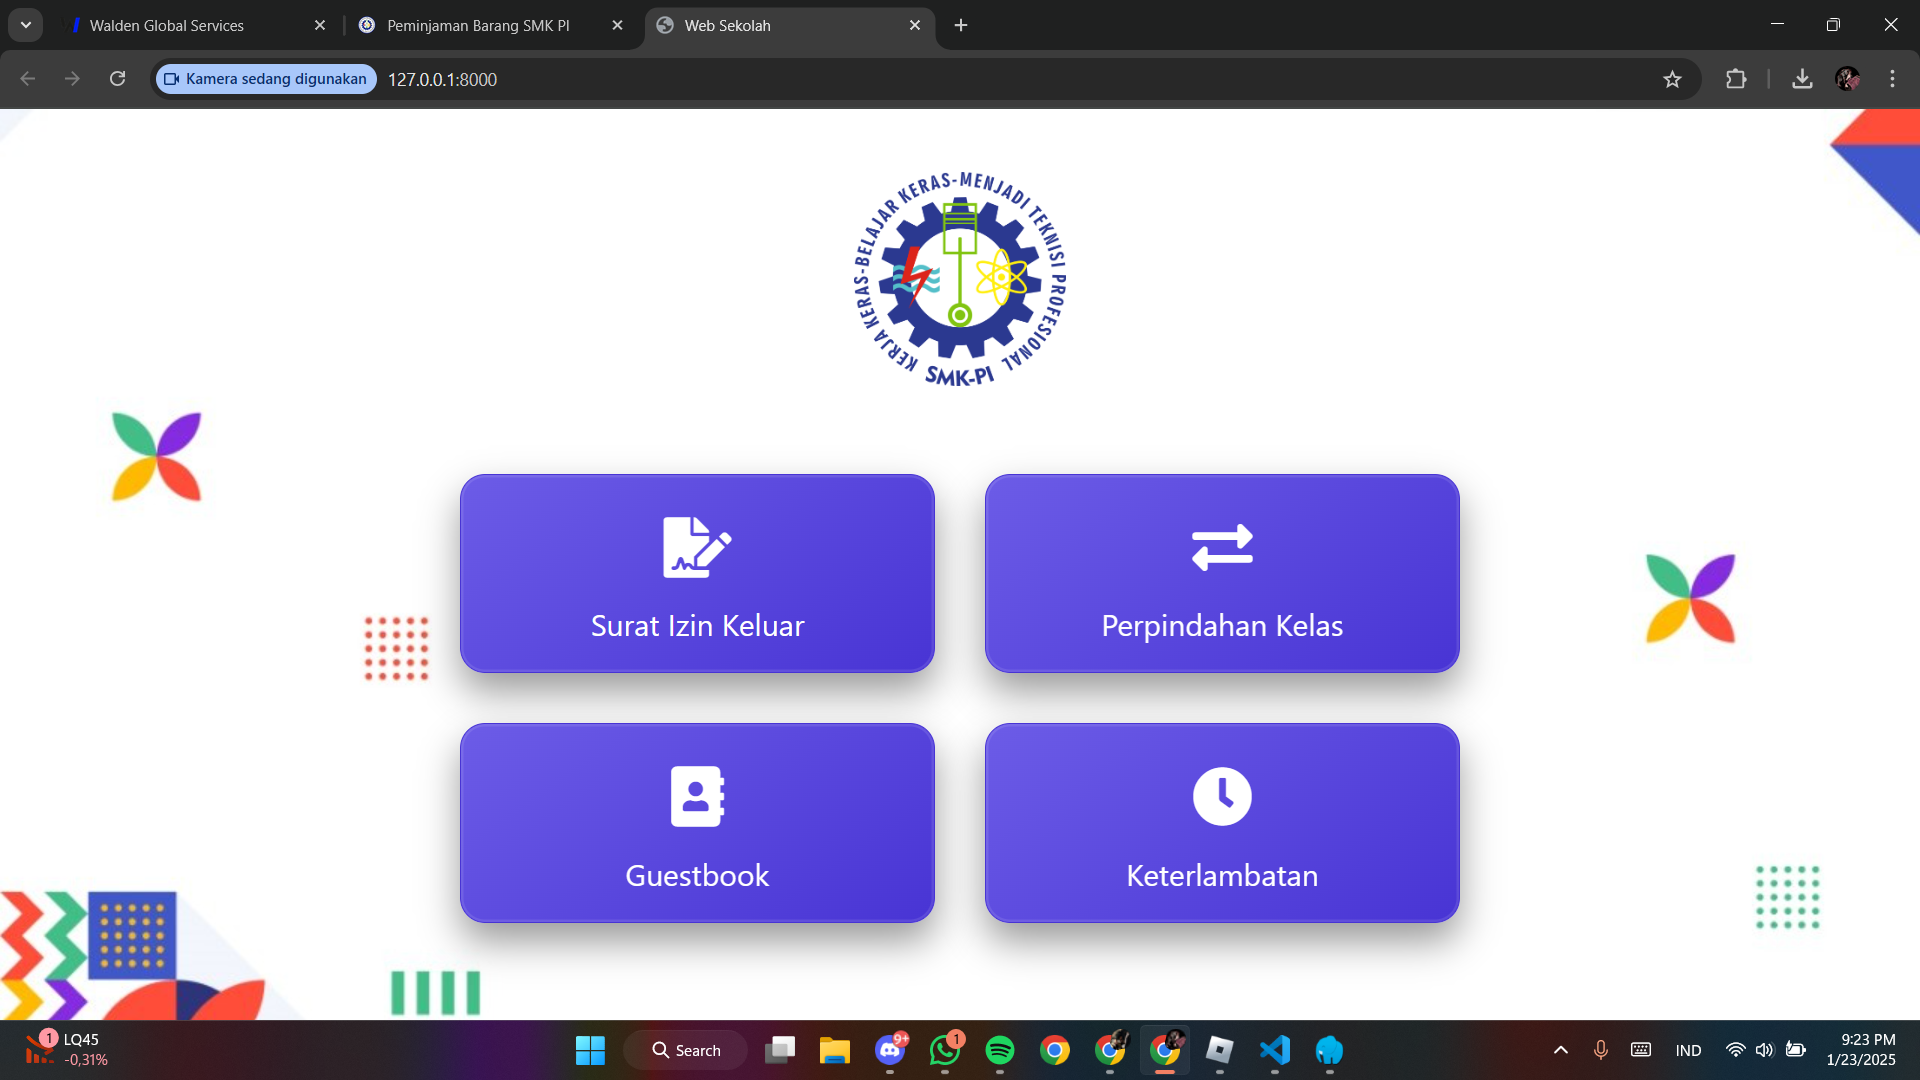 Walden Global Services
Peminjaman Barang SMK PI
Web Sekolah
Kamera sedang digunakan
127.0.0.1:8000
KERJA KERAS-BELAJAR KERAS-MENJADI TEKNISI PROFESIONAL
SMK-PI
Surat Izin Keluar
Perpindahan Kelas
Guestbook
Keterlambatan
1
LQ45
-0,31%
Search
9+
1
IND
9:23 PM
1/23/2025